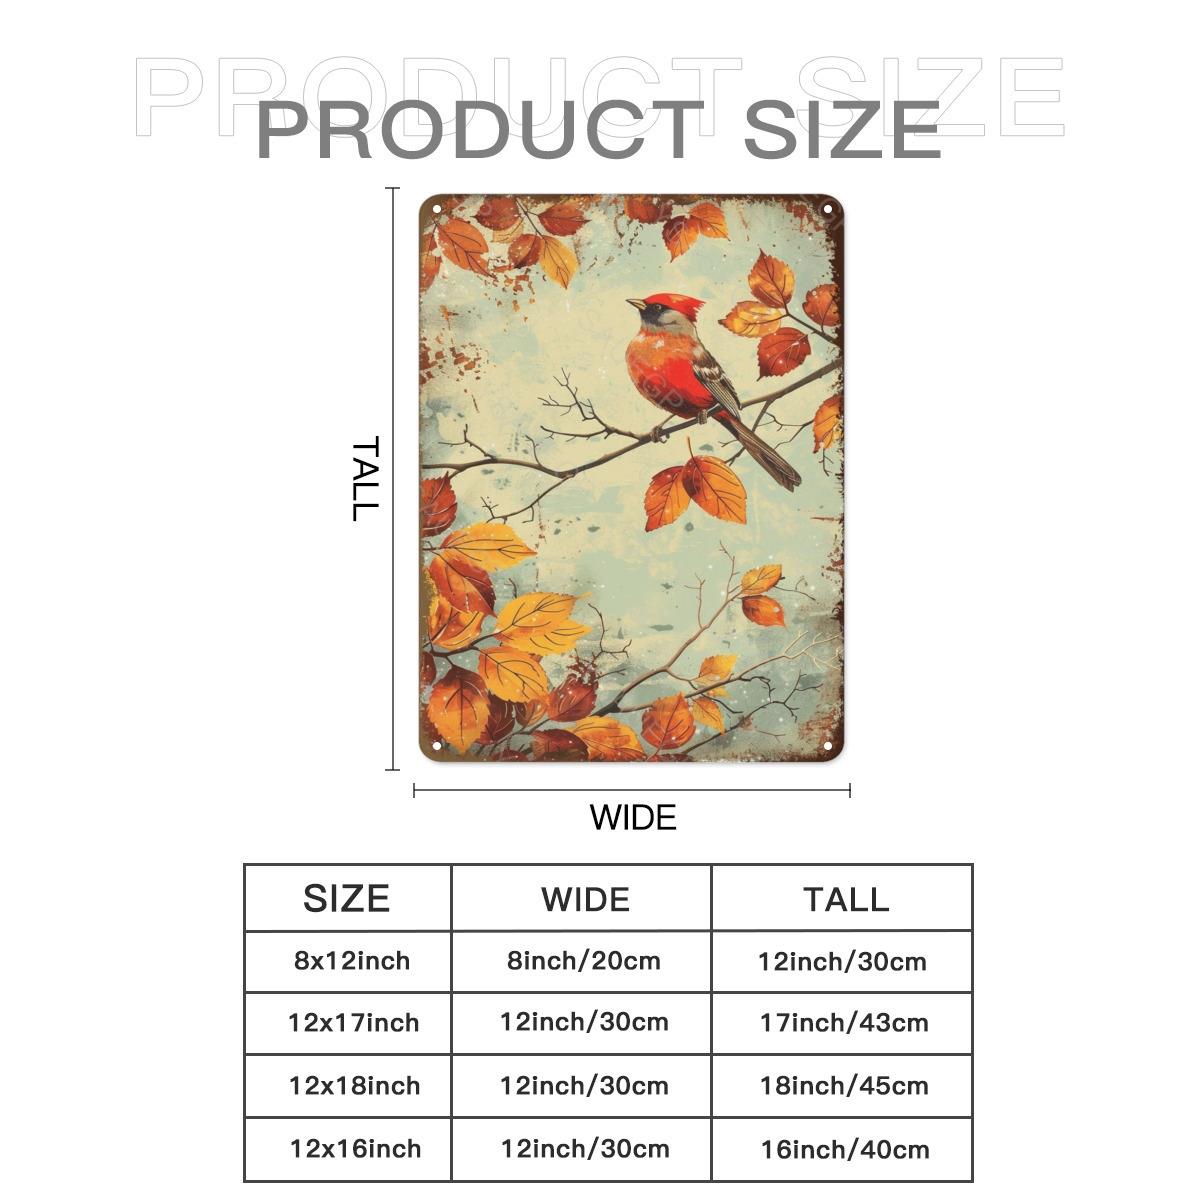 PRODUCT SIZE
PRODUCT SIZE
TALL
WIDE
SIZE WIDE TALL
8x12inch 8inch/20cm 12inch/30cm
12x17inch 12inch/30cm 17inch/43cm
12x18inch 12inch/30cm 18inch/45cm
12x16inch 12inch/30cm 16inch/40cm